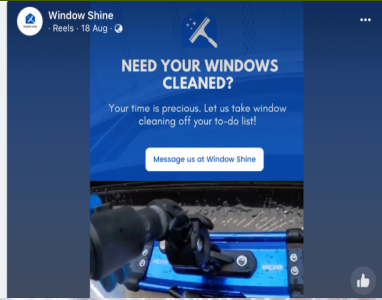 Window Shine
· Reels · 18 Aug ·
NEED YOUR WINDOWS
CLEANED?
Your time is precious. Let us take window
cleaning off your to-do list!
Message us at Window Shine